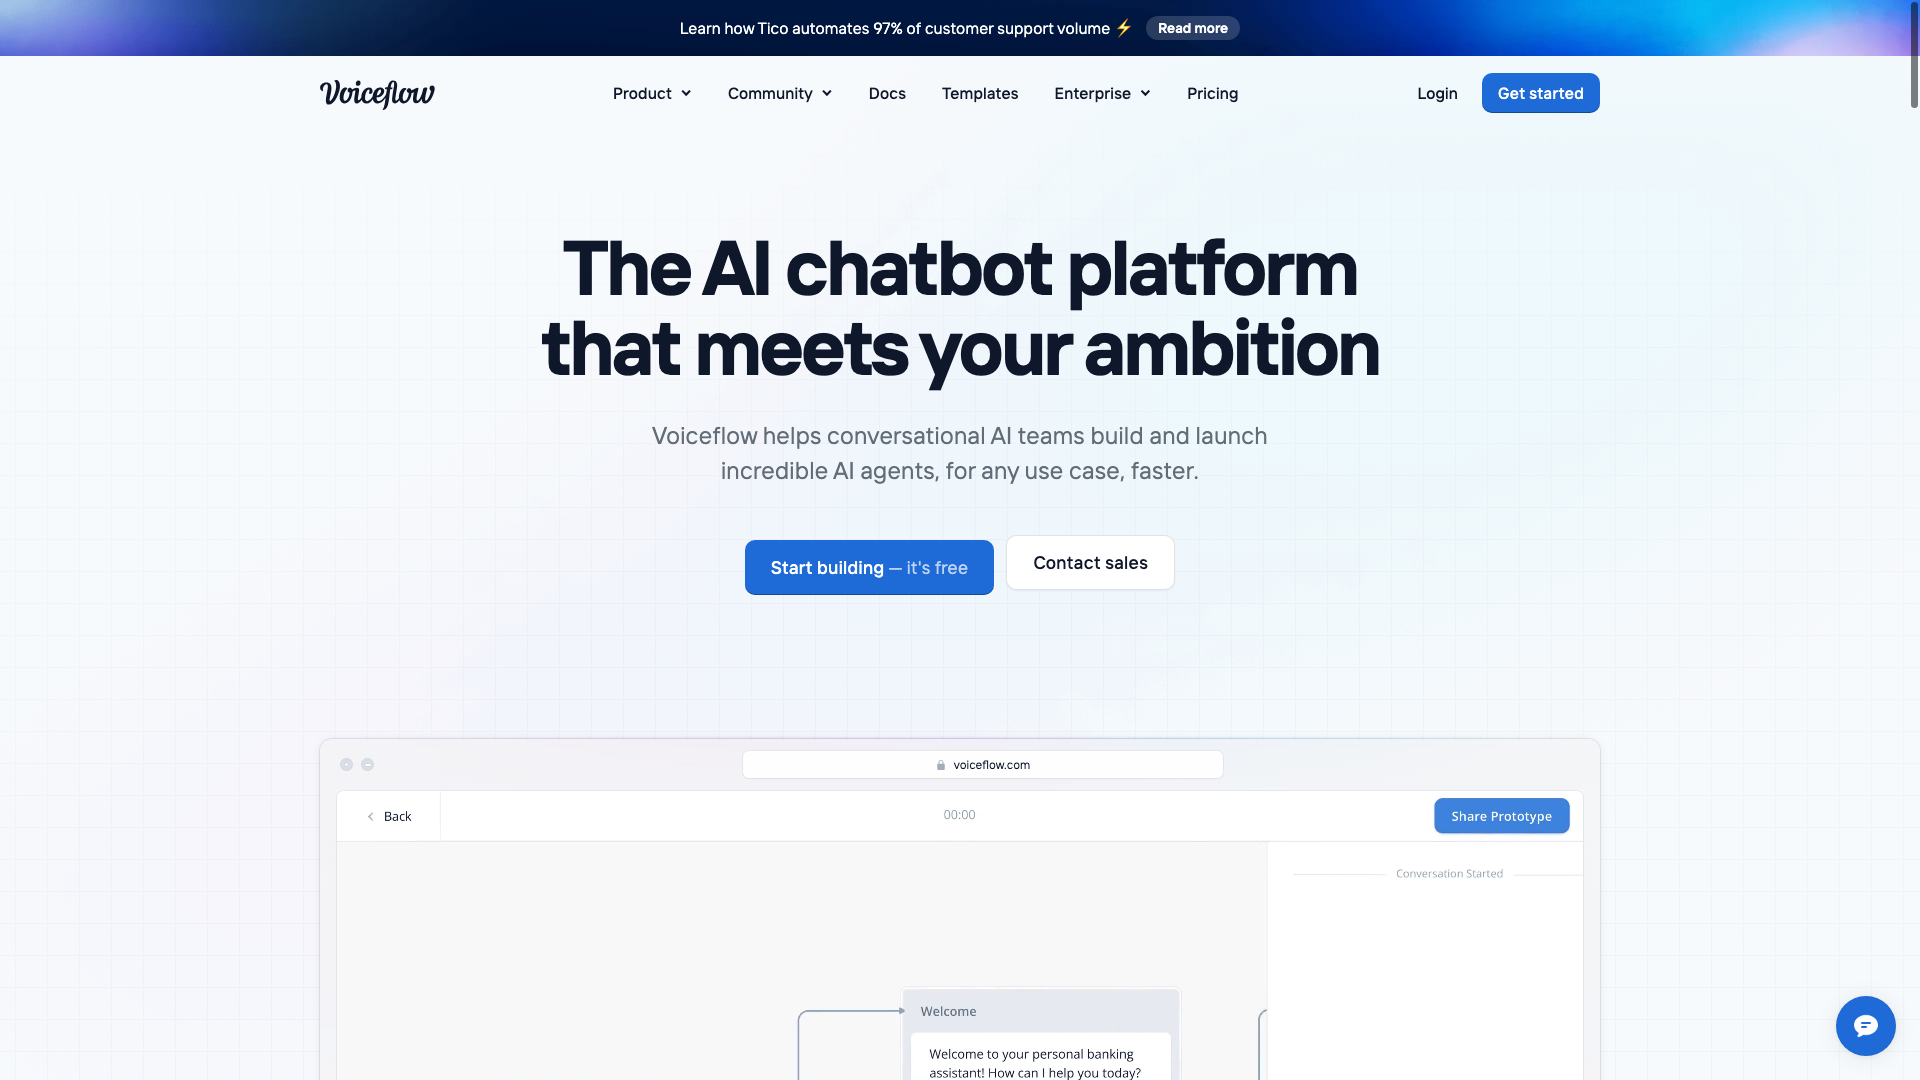 Learn how Tico automates 97% of customer support volume ⚡ Read more
Voiceflow
Product
Community
Docs
Templates
Enterprise
Pricing
Login
Get started
The AI chatbot platform
that meets your ambition
Voiceflow helps conversational AI teams build and launch
incredible AI agents, for any use case, faster.
Start building — it's free
Contact sales
voiceflow.com
Back
00:00
Share Prototype
Conversation Started
Welcome
Welcome to your personal banking
assistant! How can I help you today?